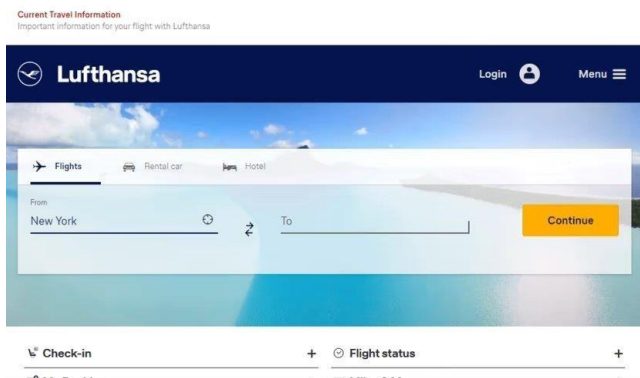 Current Travel Information
Important information for your flight with Lufthansa
Lufthansa
Login
Menu
Flights
Rental car
Hotel
From
New York
To
Continue
Check-in
Flight status